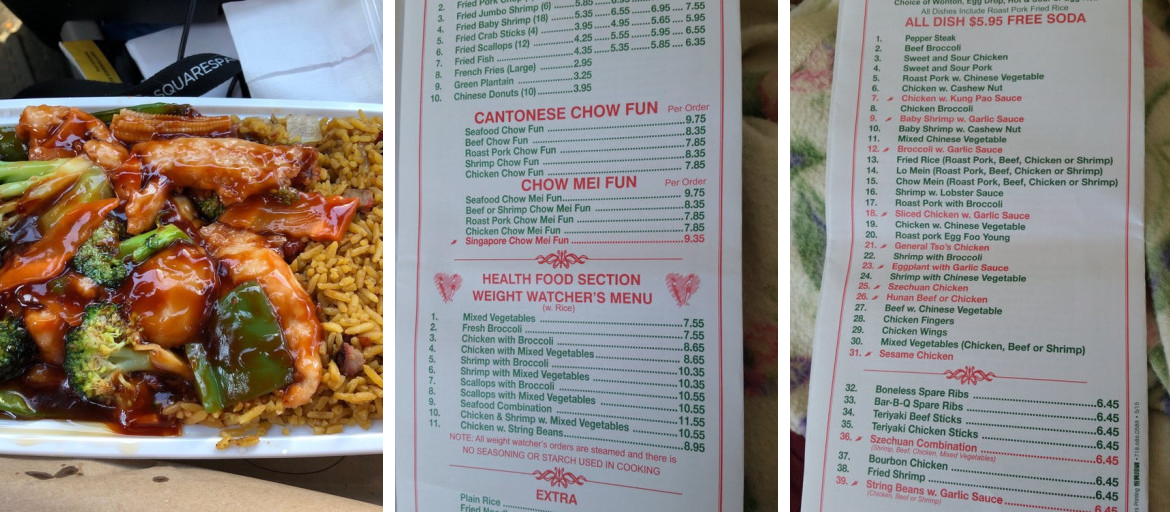 SQUARESPA
2. Fried Pork Chop
3. Fried Jumbo Shrimp (6) 5.85
4. Fried Baby Shrimp (18) 5.35 6.55 6.95 7.55
5. Fried Crab Sticks (4) 3.95 4.95 5.65 5.95
6. Fried Scallops (12) 4.25 5.55 5.95 6.55
7. Fried Fish 4.35 5.35 5.85 6.35
8. French Fries (Large) 2.95
9. Green Plantain 3.25
10. Chinese Donuts (10) 3.95
CANTONESE CHOW FUN Per Order
Seafood Chow Fun 9.75
Beef Chow Fun 8.35
Roast Pork Chow Fun 7.85
Shrimp Chow Fun 8.35
Chicken Chow Fun 7.85
CHOW MEI FUN Per Order
Seafood Chow Mei Fun 9.75
Beef or Shrimp Chow Mei Fun 8.35
Roast Pork Chow Mei Fun 7.85
Chicken Chow Mei Fun 7.85
Singapore Chow Mei Fun 9.35
HEALTH FOOD SECTION
WEIGHT WATCHER'S MENU
(w. Rice)
1. Mixed Vegetables 7.55
2. Fresh Broccoli 7.55
3. Chicken with Broccoli 8.65
4. Chicken with Mixed Vegetables 8.65
5. Shrimp with Broccoli 10.35
6. Shrimp with Mixed Vegetables 10.35
7. Scallops with Broccoli 10.55
8. Scallops with Mixed Vegetables 10.55
9. Seafood Combination 11.55
10. Chicken & Shrimp w. Mixed Vegetables 10.55
11. Chicken w. String Beans 8.95
NOTE: All weight watcher's orders are steamed and there is
NO SEASONING OR STARCH USED IN COOKING
EXTRA
Plain Rice
Choice of Wonton, Egg Drop,
All Dishes Include Roast Pork Fried Rice
ALL DISH $5.95 FREE SODA
1. Pepper Steak
2. Beef Broccoli
3. Sweet and Sour Chicken
4. Sweet and Sour Pork
5. Roast Pork w. Chinese Vegetable
6. Chicken w. Cashew Nut
7. Chicken w. Kung Pao Sauce
8. Chicken Broccoli
9. Baby Shrimp w. Garlic Sauce
10. Baby Shrimp w. Cashew Nut
11. Mixed Chinese Vegetable
12. Broccoli w. Garlic Sauce
13. Fried Rice (Roast Pork, Beef, Chicken or Shrimp)
14. Lo Mein (Roast Pork, Beef, Chicken or Shrimp)
15. Chow Mein (Roast Pork, Beef, Chicken or Shrimp)
16. Shrimp w. Lobster Sauce
17. Roast Pork with Broccoli
18. Sliced Chicken w. Garlic Sauce
19. Chicken w. Chinese Vegetable
20. Roast pork Egg Foo Young
21. General Tso's Chicken
22. Shrimp with Broccoli
23. Eggplant with Garlic Sauce
24. Shrimp with Chinese Vegetable
25. Szechuan Chicken
26. Hunan Beef or Chicken
27. Beef w. Chinese Vegetable
28. Chicken Fingers
29. Chicken Wings
30. Mixed Vegetables (Chicken, Beef or Shrimp)
31. Sesame Chicken
32. Boneless Spare Ribs 6.45
33. Bar-B-Q Spare Ribs 6.45
34. Teriyaki Beef Sticks 6.45
35. Teriyaki Chicken Sticks 6.45
36. Szechuan Combination 6.45
(Shrimp, Beef, Chicken, Mixed Vegetables)
37. Bourbon Chicken 6.45
38. Fried Shrimp 6.45
39. String Beans w. Garlic Sauce 6.45
(Chicken, Beef or Shrimp)